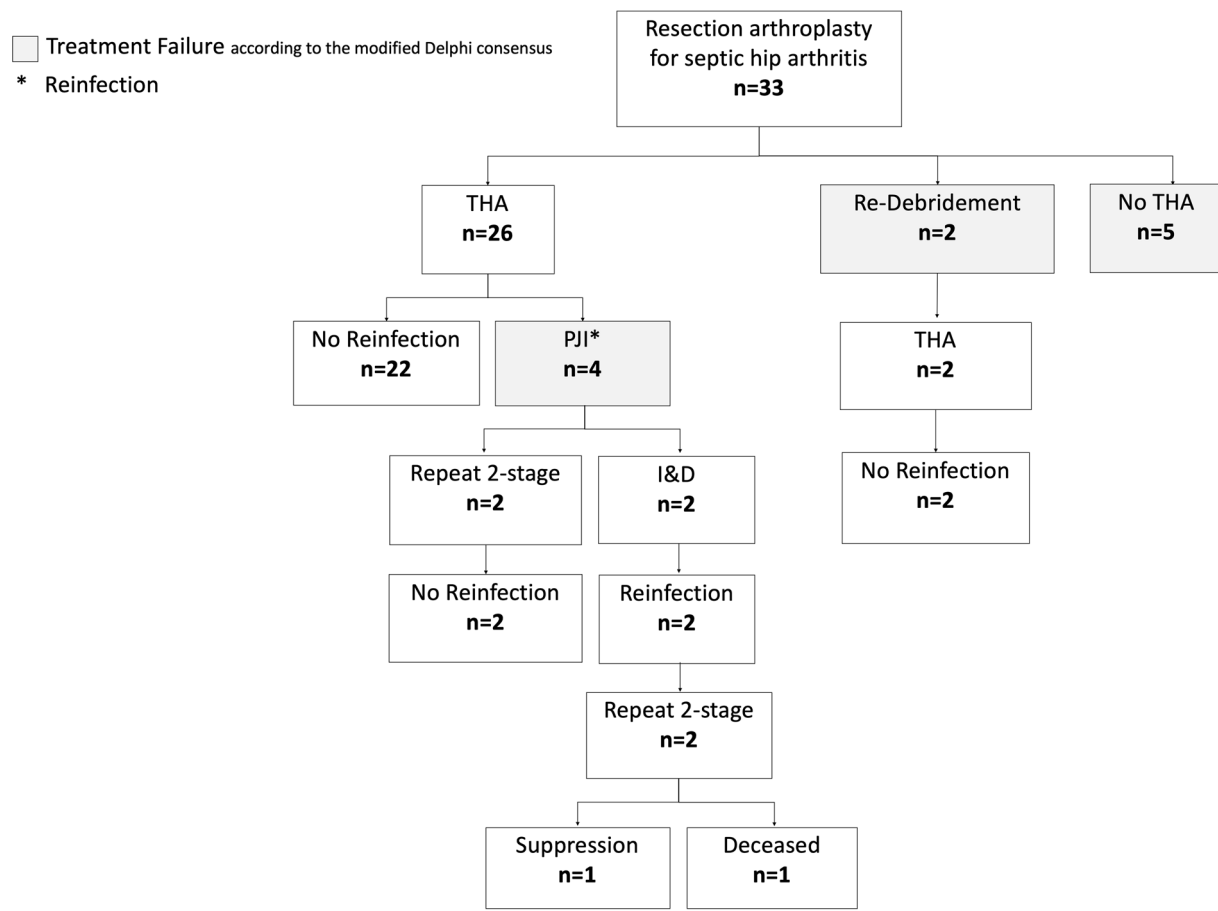 Treatment Failure according to the modified Delphi consensus
* Reinfection
Resection arthroplasty
for septic hip arthritis
n=33
THA
n=26
Re-Debridement
n=2
No THA
n=5
No Reinfection
n=22
PJI*
n=4
THA
n=2
Repeat 2-stage
n=2
I&D
n=2
No Reinfection
n=2
No Reinfection
n=2
Reinfection
n=2
Repeat 2-stage
n=2
Suppression
n=1
Deceased
n=1